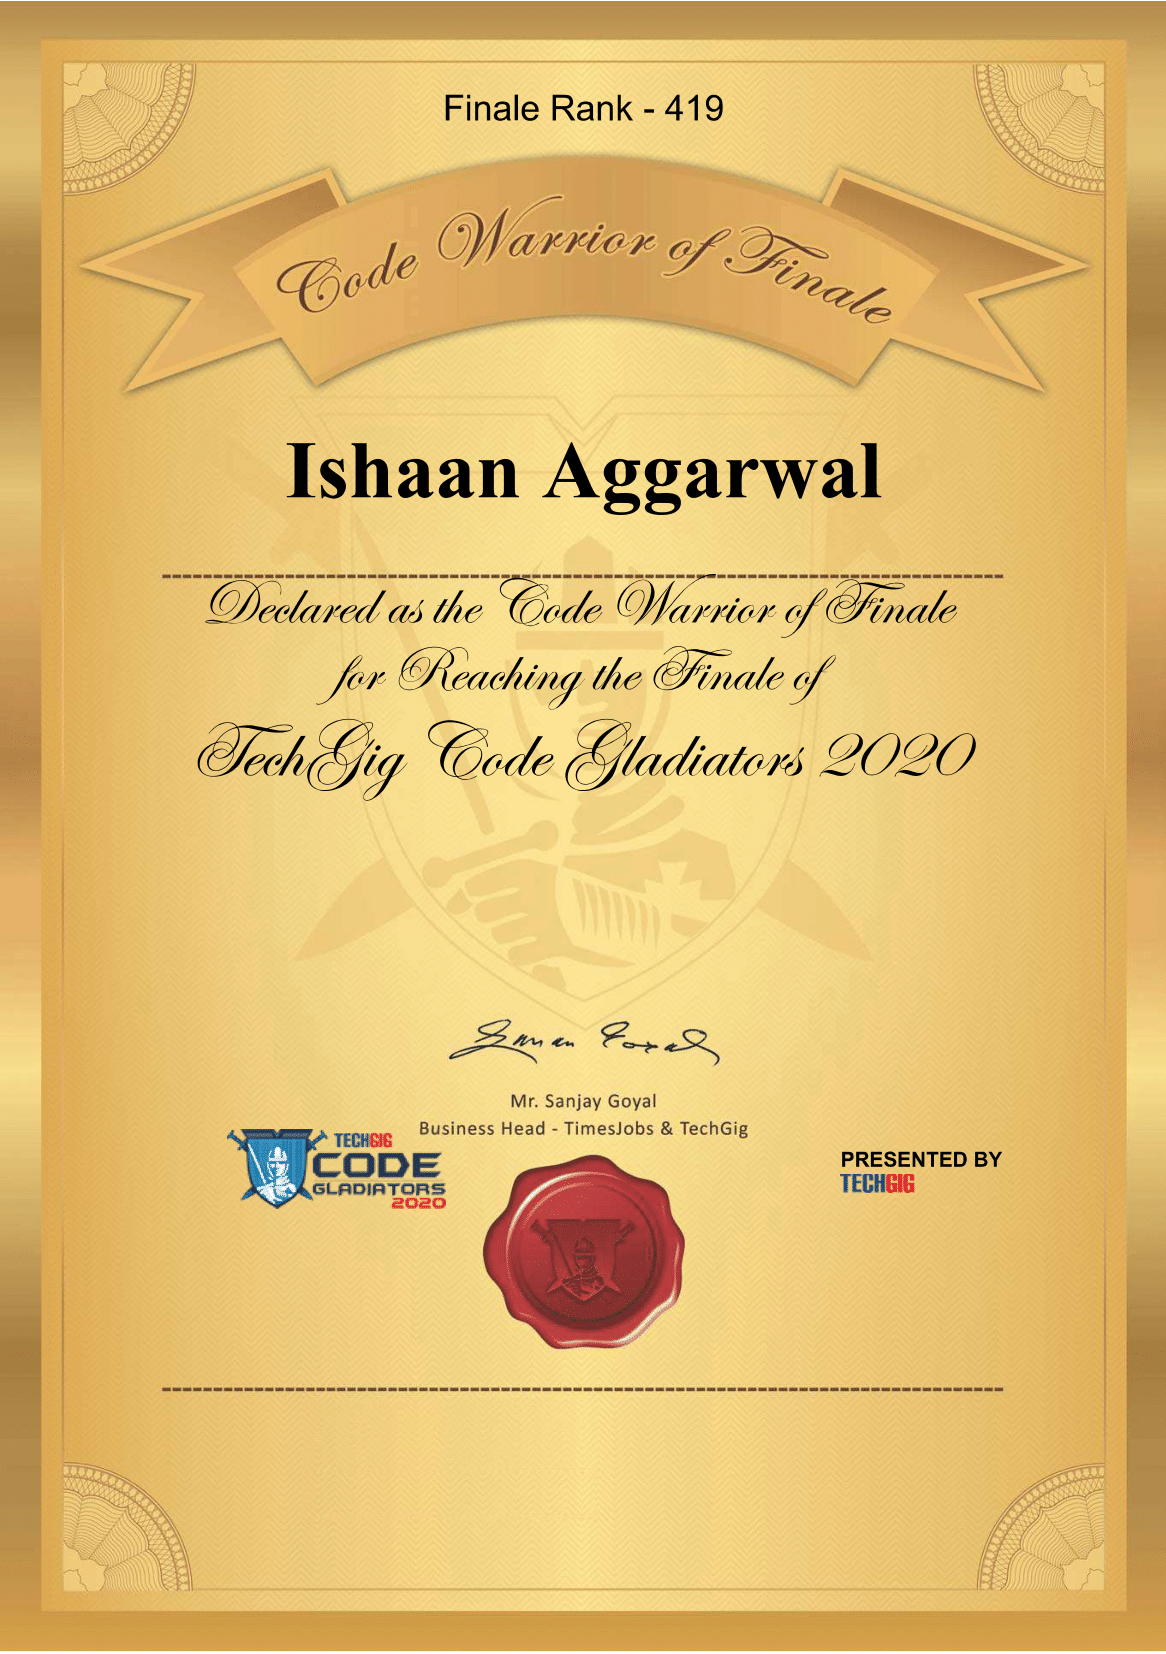 Finale Rank - 419
Code Warrior of Finale
Ishaan Aggarwal
Declared as the Code Warrior of Finale
for Reaching the Finale of
TechGig Code Gladiators 2020
Mr. Sanjay Goyal
Business Head - TimesJobs & TechGig
TECHGIG
CODE
GLADIATORS
2020
PRESENTED BY
TECHGIG